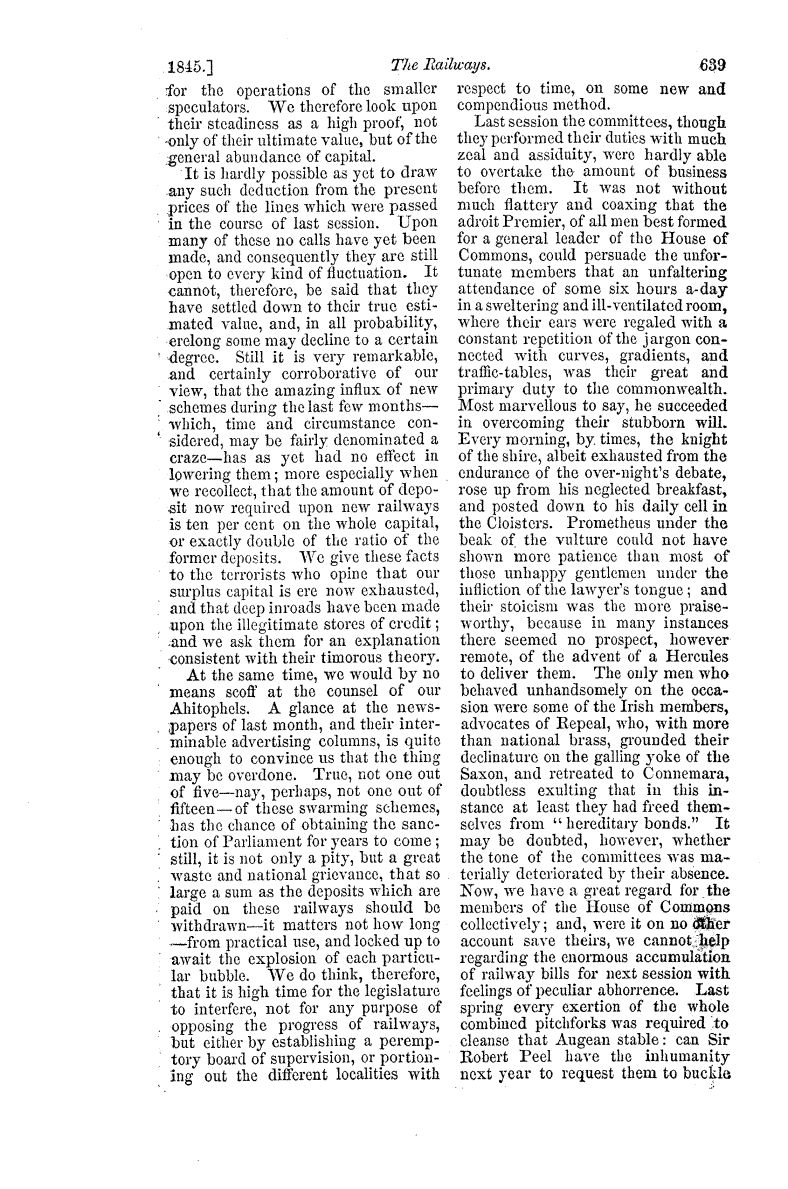 1845.] The Railways. 639
for the operations of the smaller
speculators. We therefore look upon
their steadiness as a high proof, not
only of their ultimate value, but of the
general abundance of capital.
It is hardly possible as yet to draw
any such deduction from the present
prices of the lines which were passed
in the course of last session. Upon
many of these no calls have yet been
made, and consequently they are still
open to every kind of fluctuation. It
cannot, therefore, be said that they
have settled down to their true esti-
mated value, and, in all probability,
erelong some may decline to a certain
degree. Still it is very remarkable,
and certainly corroborative of our
view, that the amazing influx of new
schemes during the last few months—
which, time and circumstance con-
sidered, may be fairly denominated a
craze—has as yet had no effect in
lowering them; more especially when
we recollect, that the amount of depo-
sit now required upon new railways
is ten per cent on the whole capital,
or exactly double of the ratio of the
former deposits. We give these facts
to the terrorists who opine that our
surplus capital is ere now exhausted,
and that deep inroads have been made
upon the illegitimate stores of credit;
and we ask them for an explanation
consistent with their timorous theory.
At the same time, we would by no
means scoff at the counsel of our
Ahitophels. A glance at the news-
papers of last month, and their inter-
minable advertising columns, is quite
enough to convince us that the thing
may be overdone. True, not one out
of five—nay, perhaps, not one out of
fifteen—of these swarming schemes,
has the chance of obtaining the sanc-
tion of Parliament for years to come;
still, it is not only a pity, but a great
waste and national grievance, that so
large a sum as the deposits which are
paid on these railways should be
withdrawn—it matters not how long
—from practical use, and locked up to
await the explosion of each particu-
lar bubble. We do think, therefore,
that it is high time for the legislature
to interfere, not for any purpose of
opposing the progress of railways,
but either by establishing a peremp-
tory board of supervision, or portion-
ing out the different localities with
respect to time, on some new and
compendious method.
Last session the committees, though
they performed their duties with much
zeal and assiduity, were hardly able
to overtake the amount of business
before them. It was not without
much flattery and coaxing that the
adroit Premier, of all men best formed
for a general leader of the House of
Commons, could persuade the unfor-
tunate members that an unfaltering
attendance of some six hours a-day
in a sweltering and ill-ventilated room,
where their ears were regaled with a
constant repetition of the jargon con-
nected with curves, gradients, and
traffic-tables, was their great and
primary duty to the commonwealth.
Most marvellous to say, he succeeded
in overcoming their stubborn will.
Every morning, by times, the knight
of the shire, albeit exhausted from the
endurance of the over-night's debate,
rose up from his neglected breakfast,
and posted down to his daily cell in
the Cloisters. Prometheus under the
beak of the vulture could not have
shown more patience than most of
those unhappy gentlemen under the
infliction of the lawyer's tongue; and
their stoicism was the more praise-
worthy, because in many instances
there seemed no prospect, however
remote, of the advent of a Hercules
to deliver them. The only men who
behaved unhandsomely on the occa-
sion were some of the Irish members,
advocates of Repeal, who, with more
than national brass, grounded their
declinature on the galling yoke of the
Saxon, and retreated to Connemara,
doubtless exulting that in this in-
stance at least they had freed them-
selves from "hereditary bonds." It
may be doubted, however, whether
the tone of the committees was ma-
terially deteriorated by their absence.
Now, we have a great regard for the
members of the House of Commons
collectively; and, were it on no other
account save theirs, we cannot help
regarding the enormous accumulation
of railway bills for next session with
feelings of peculiar abhorrence. Last
spring every exertion of the whole
combined pitchforks was required to
cleanse that Augean stable: can Sir
Robert Peel have the inhumanity
next year to request them to buckle